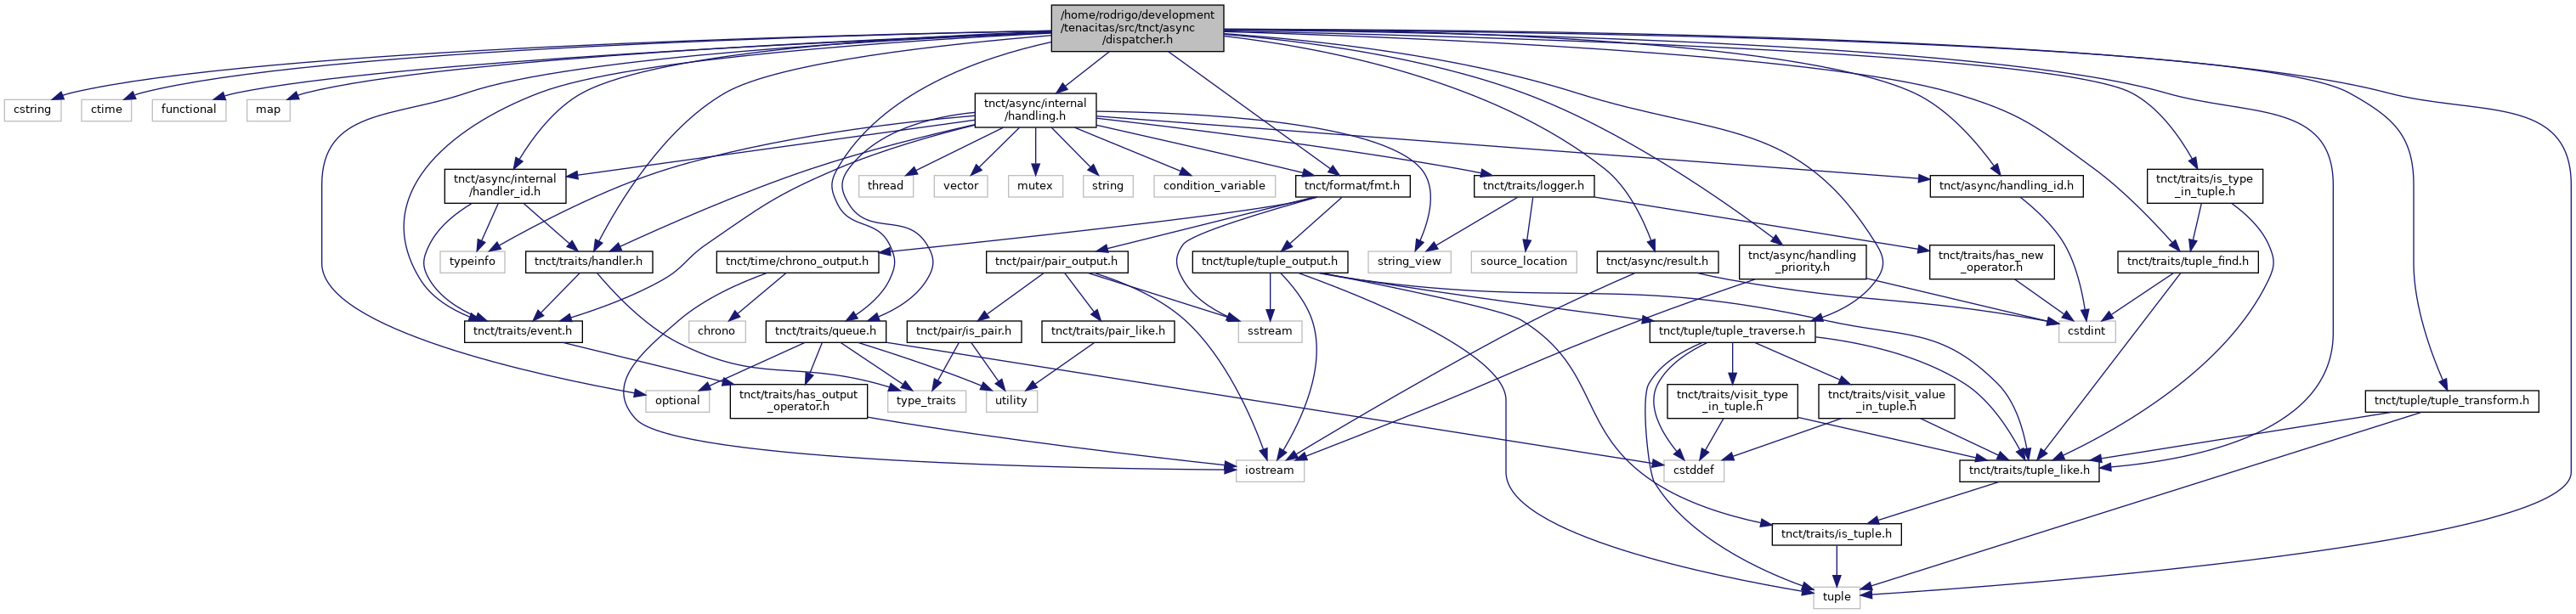 /home/rodrigo/development
/tenacitas/src/tnct/async
/dispatcher.h
cstring
ctime
functional
map
tnct/async/internal
/handling.h
tnct/async/internal
/handler_id.h
thread
vector
mutex
string
condition_variable
tnct/format/fmt.h
tnct/traits/logger.h
tnct/async/handling_id.h
tnct/traits/is_type
_in_tuple.h
typeinfo
tnct/traits/handler.h
tnct/time/chrono_output.h
tnct/pair/pair_output.h
tnct/tuple/tuple_output.h
string_view
source_location
tnct/async/result.h
tnct/async/handling
_priority.h
tnct/traits/has_new
_operator.h
tnct/traits/tuple_find.h
tnct/traits/event.h
chrono
tnct/traits/queue.h
tnct/pair/is_pair.h
tnct/traits/pair_like.h
sstream
tnct/tuple/tuple_traverse.h
cstdint
optional
tnct/traits/has_output
_operator.h
type_traits
utility
tnct/traits/visit_type
_in_tuple.h
tnct/traits/visit_value
_in_tuple.h
tnct/tuple/tuple_transform.h
iostream
cstddef
tnct/traits/tuple_like.h
tnct/traits/is_tuple.h
tuple